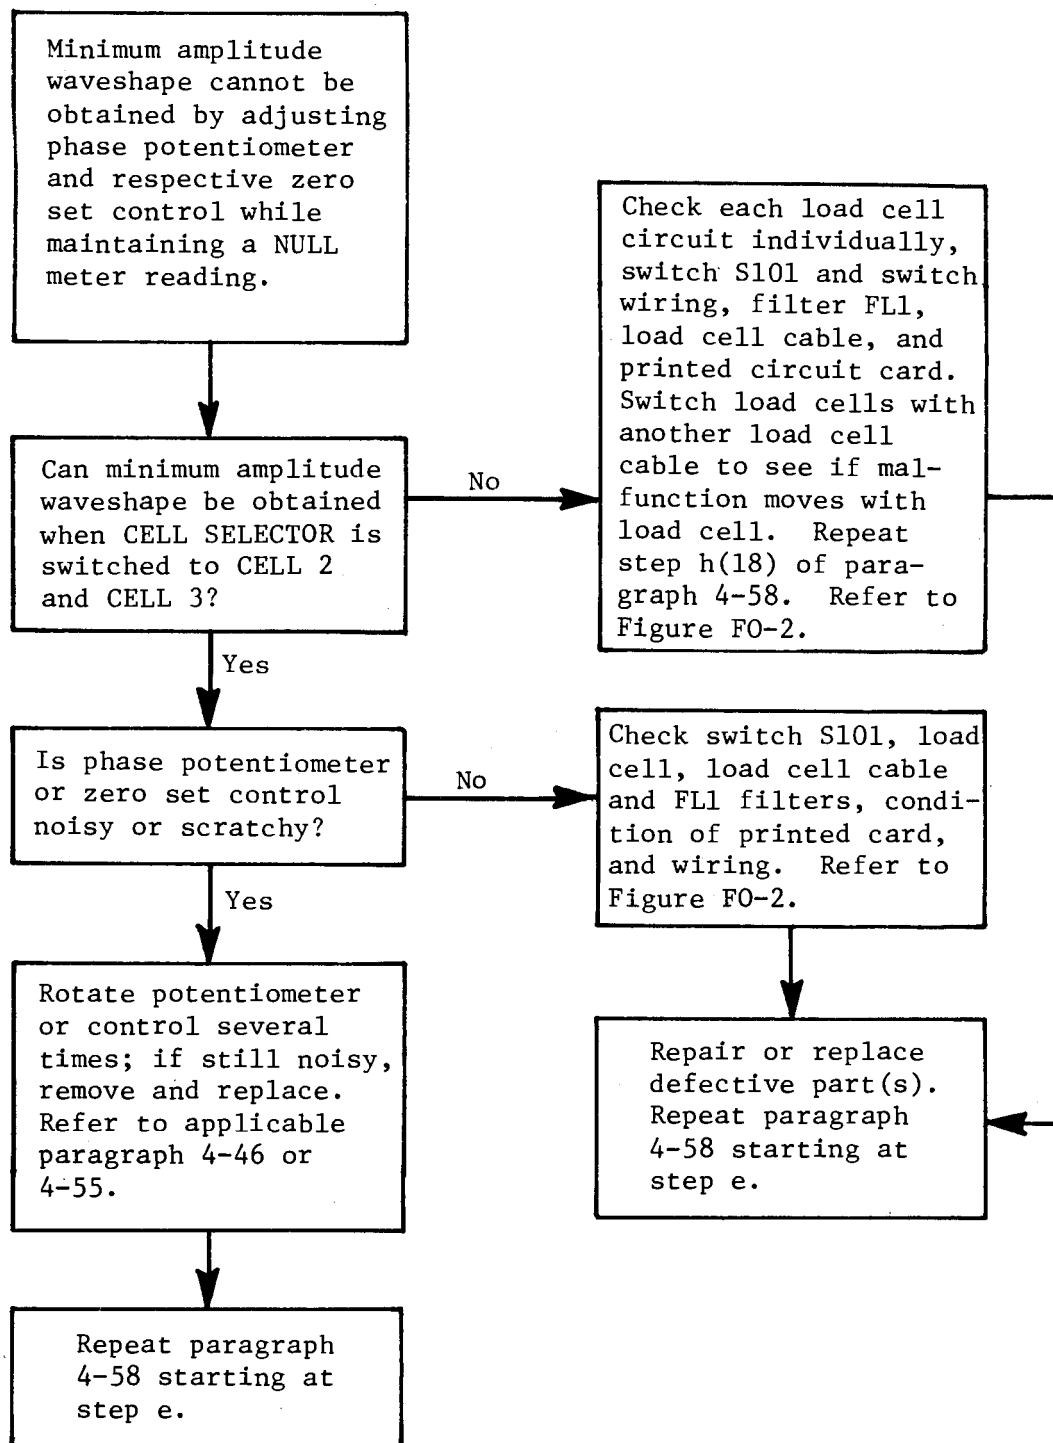 Minimum amplitude
waveshape cannot be
obtained by adjusting
phase potentiometer
and respective zero
set control while
maintaining a NULL
meter reading.
Can minimum amplitude
waveshape be obtained
when CELL SELECTOR is
switched to CELL 2
and CELL 3?
No
Check each load cell
circuit individually,
switch S101 and switch
wiring, filter FL1,
load cell cable, and
printed circuit card.
Switch load cells with
another load cell
cable to see if mal-
function moves with
load cell.  Repeat
step h(18) of para-
graph 4-58.  Refer to
Figure FO-2.
Yes
Is phase potentiometer
or zero set control
noisy or scratchy?
No
Check switch S101, load
cell, load cell cable
and FL1 filters, condi-
tion of printed card,
and wiring.  Refer to
Figure FO-2.
Yes
Rotate potentiometer
or control several
times; if still noisy,
remove and replace.
Refer to applicable
paragraph 4-46 or
4-55.
Repair or replace
defective part(s).
Repeat paragraph
4-58 starting at
step e.
Repeat paragraph
4-58 starting at
step e.